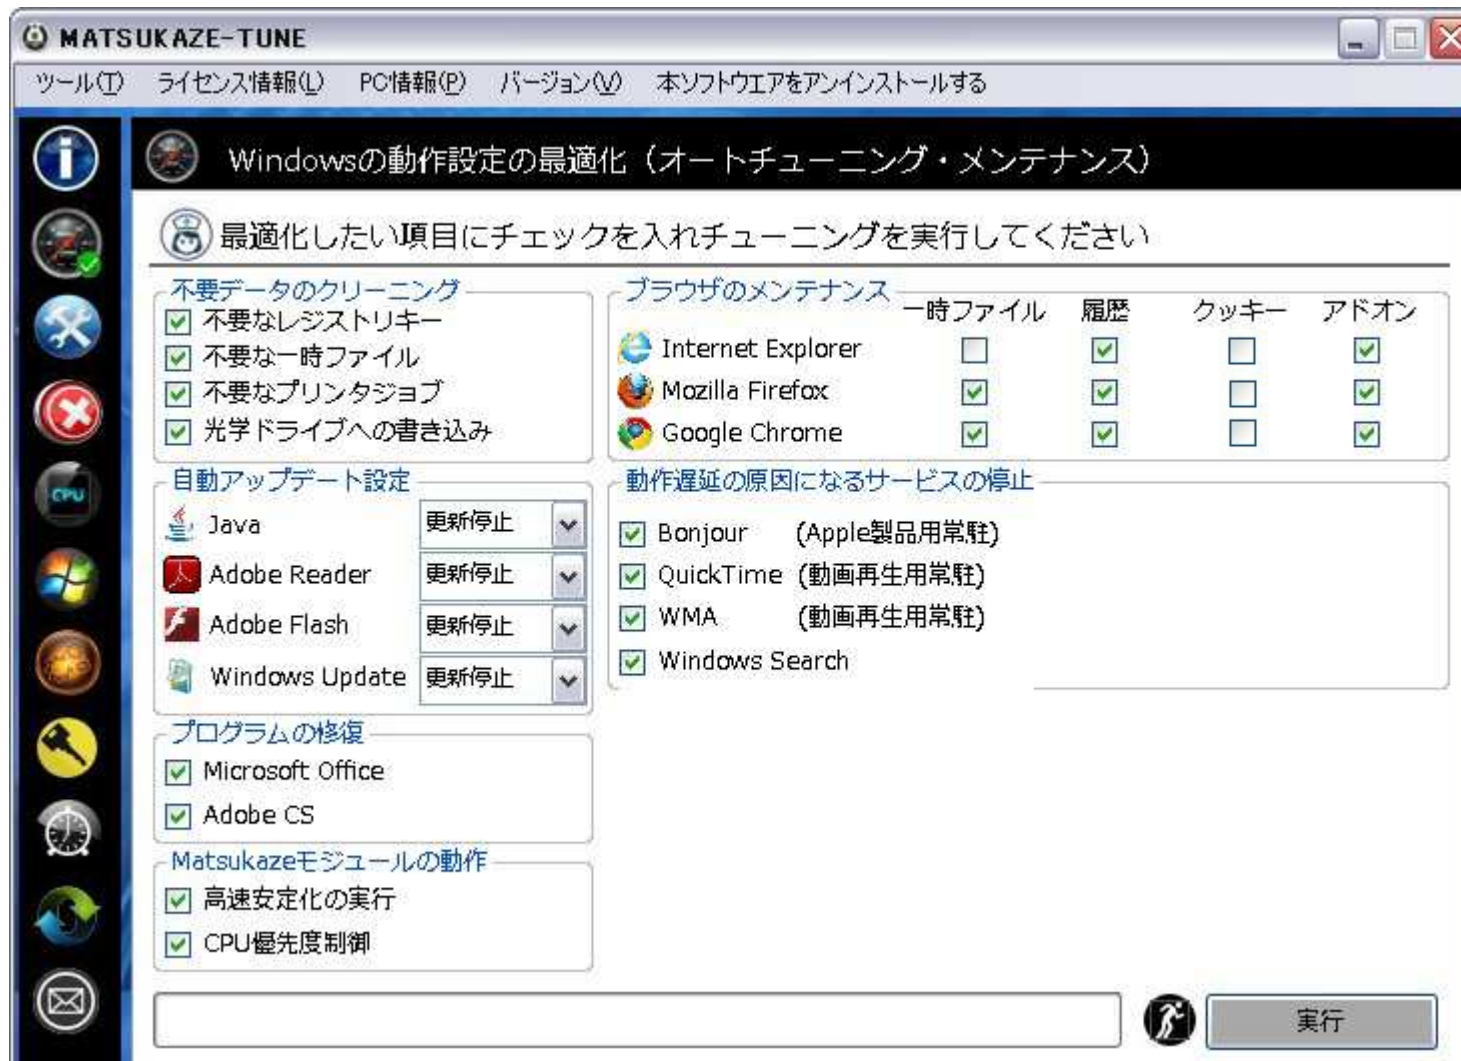 MATSUKAZE-TUNE
ツール(T) ライセンス情報(L) PC情報(P) バージョン(V) 本ソフトウエアをアンインストールする
Windowsの動作設定の最適化（オートチューニング・メンテナンス）
最適化したい項目にチェックを入れチューニングを実行してください
不要データのクリーニング
不要なレジストリキー
不要な一時ファイル
不要なプリンタジョブ
光学ドライブへの書き込み
ブラウザのメンテナンス
一時ファイル 履歴 クッキー アドオン
Internet Explorer
Mozilla Firefox
Google Chrome
自動アップデート設定
Java 更新停止
Adobe Reader 更新停止
Adobe Flash 更新停止
Windows Update 更新停止
動作遅延の原因になるサービスの停止
Bonjour (Apple製品用常駐)
QuickTime (動画再生用常駐)
WMA (動画再生用常駐)
Windows Search
プログラムの修復
Microsoft Office
Adobe CS
Matsukazeモジュールの動作
高速安定化の実行
CPU優先度制御
CPU
実行